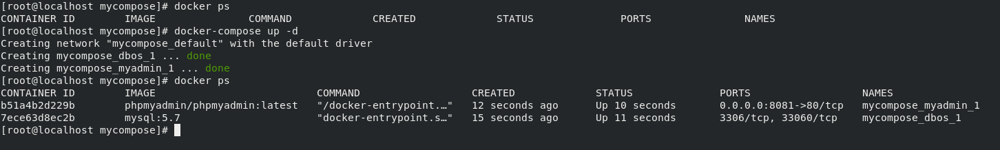 [root@localhost mycompose]# docker ps
CONTAINER ID        IMAGE               COMMAND             CREATED             STATUS              PORTS               NAMES
[root@localhost mycompose]# docker-compose up -d
Creating network "mycompose_default" with the default driver
Creating mycompose_dbos_1 ... done
Creating mycompose_myadmin_1 ... done
[root@localhost mycompose]# docker ps
CONTAINER ID        IMAGE                          COMMAND                  CREATED             STATUS              PORTS                  NAMES
b51a4b2d229b        phpmyadmin/phpmyadmin:latest   "/docker-entrypoint.…"   12 seconds ago      Up 10 seconds       0.0.0.0:8081->80/tcp   mycompose_myadmin_1
7ece63d8ec2b        mysql:5.7                      "docker-entrypoint.s…"   15 seconds ago      Up 11 seconds       3306/tcp, 33060/tcp    mycompose_dbos_1
[root@localhost mycompose]#